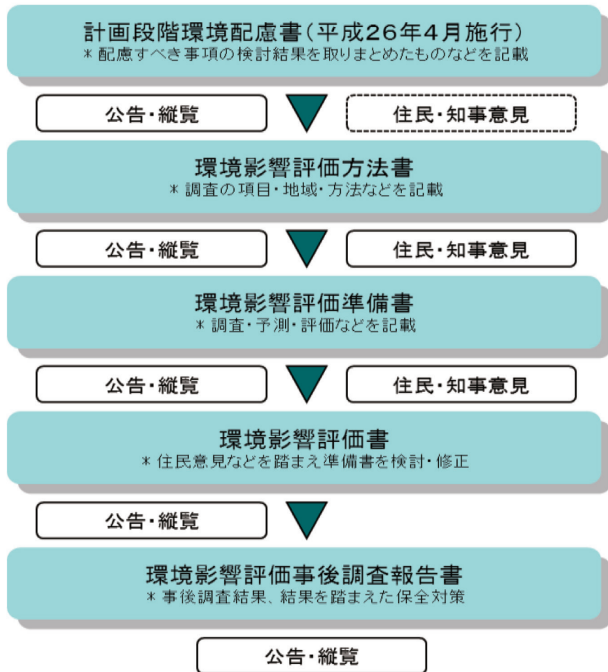 計画段階環境配慮書(平成26年4月施行)
* 配慮すべき事項の検討結果を取りまとめたものなどを記載
公告・縦覧
住民・知事意見
環境影響評価方法書
* 調査の項目・地域・方法などを記載
公告・縦覧
住民・知事意見
環境影響評価準備書
* 調査・予測・評価などを記載
公告・縦覧
住民・知事意見
環境影響評価書
* 住民意見などを踏まえ準備書を検討・修正
公告・縦覧
環境影響評価事後調査報告書
* 事後調査結果、結果を踏まえた保全対策
公告・縦覧